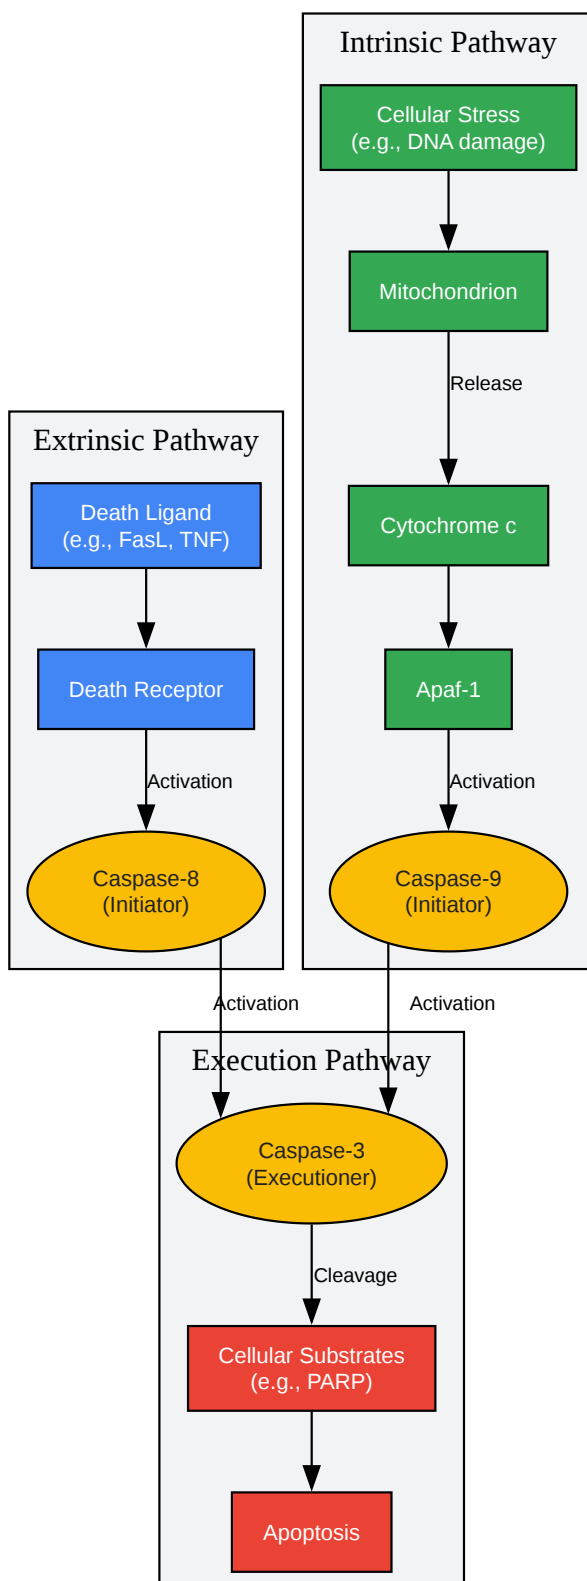 Intrinsic Pathway
Cellular Stress
(e.g., DNA damage)
Mitochondrion
Release
Cytochrome c
Apaf-1
Activation
Caspase-9
(Initiator)
Extrinsic Pathway
Death Ligand
(e.g., FasL, TNF)
Death Receptor
Activation
Caspase-8
(Initiator)
Activation
Activation
Execution Pathway
Caspase-3
(Executioner)
Cleavage
Cellular Substrates
(e.g., PARP)
Apoptosis